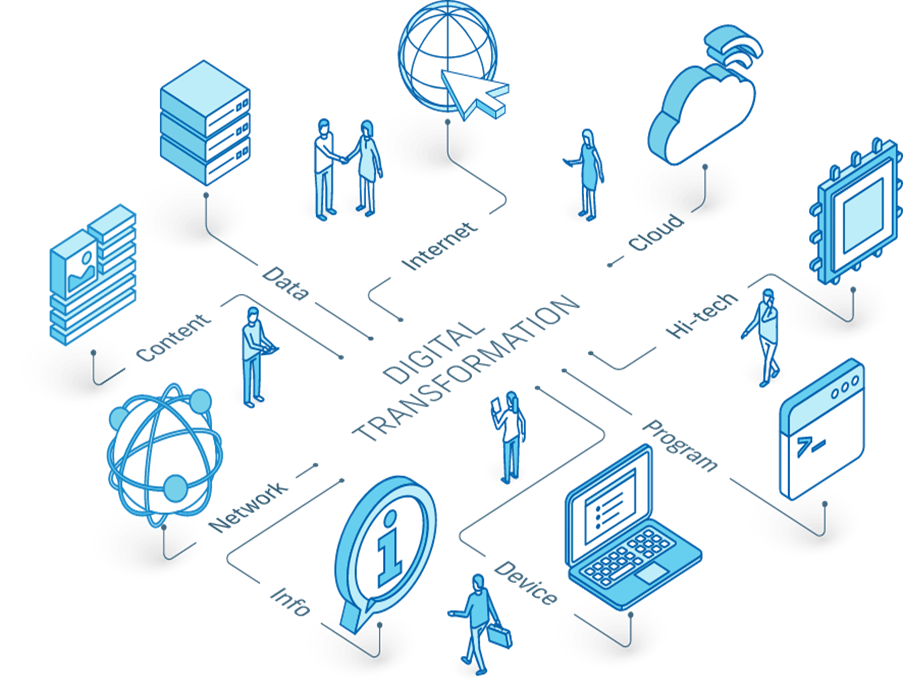 Internet
Cloud
Data
Hi-tech
Content
DIGITAL
TRANSFORMATION
Program
>_
Network
i
Device
Info